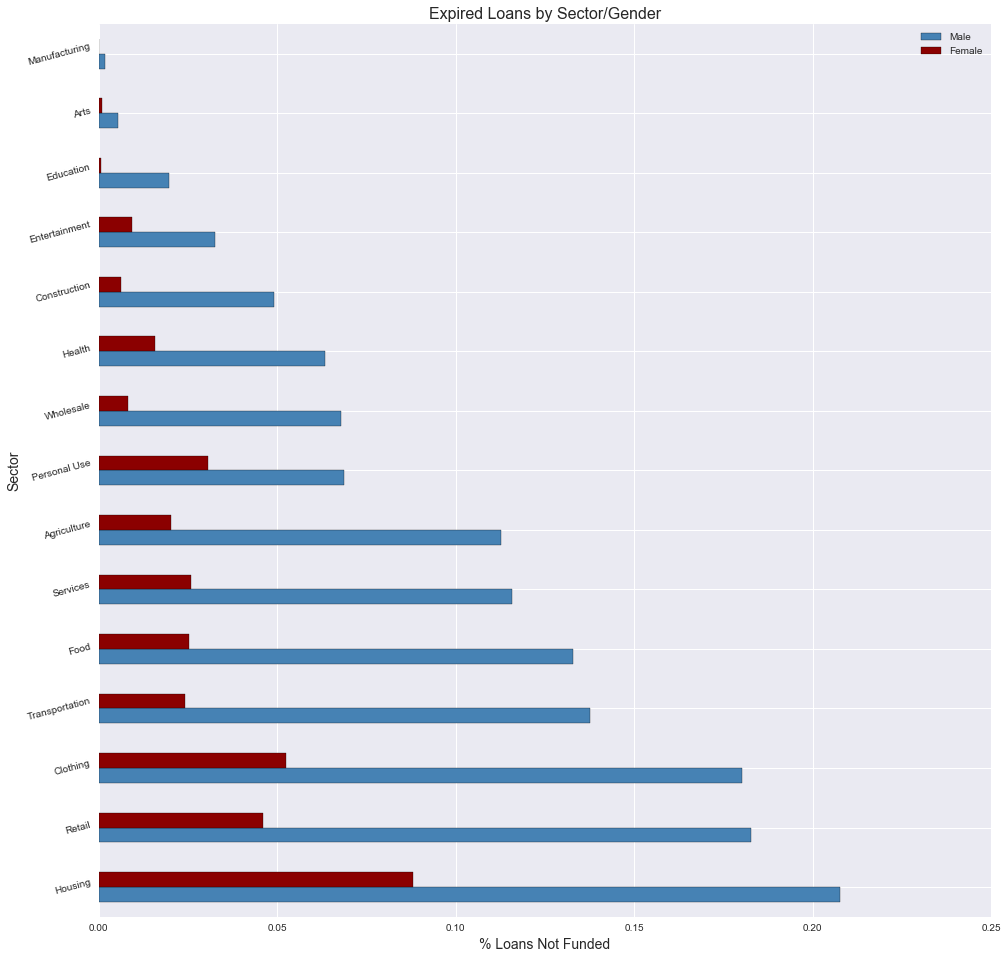 Expired Loans by Sector/Gender
Male
Female
Manufacturing
Arts
Education
Entertainment
Construction
Health
Wholesale
Personal Use
Agriculture
Services
Food
Transportation
Clothing
Retail
Housing
Sector
0.00 0.05 0.10 0.15 0.20 0.25
% Loans Not Funded